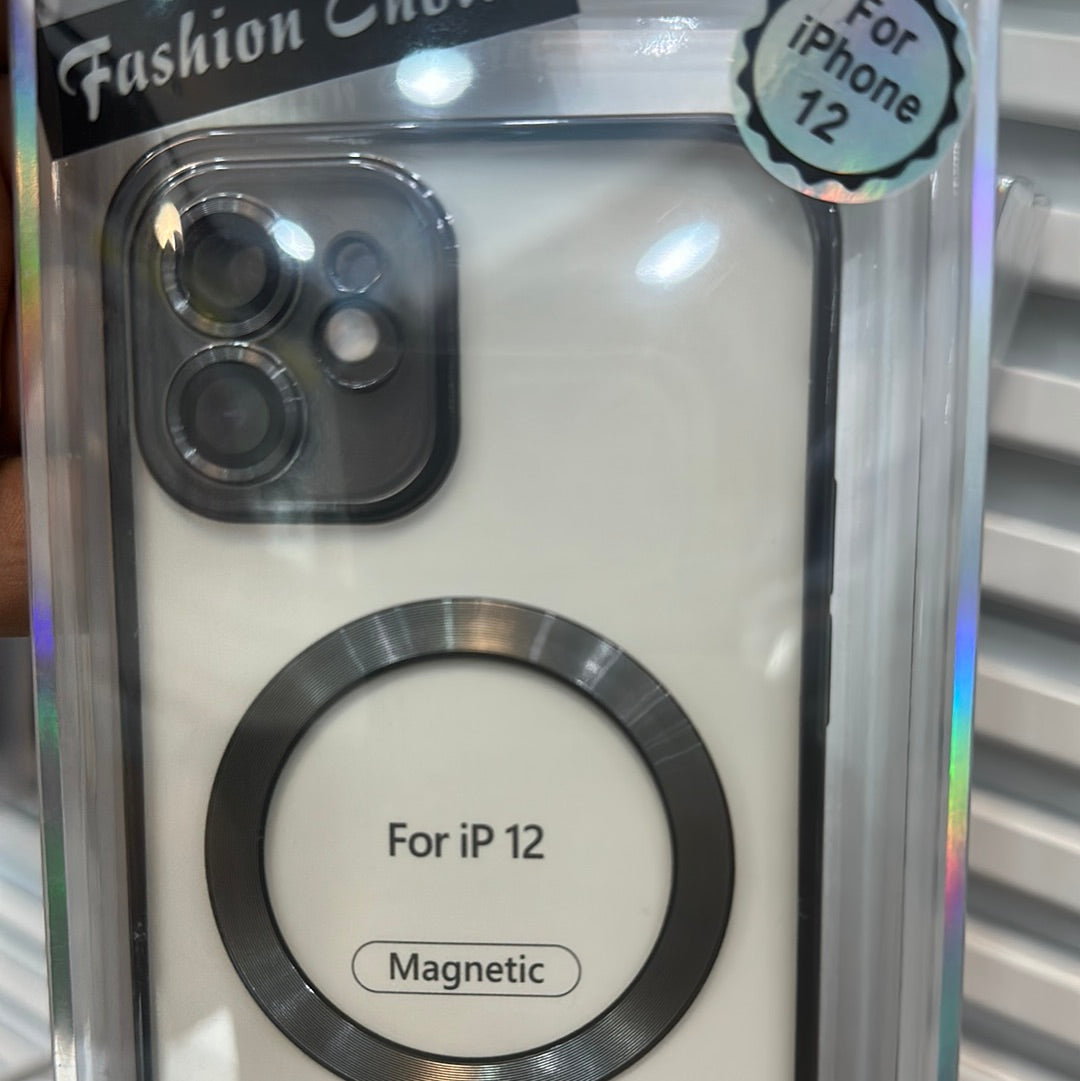 Fashion
For
iPhone
12
For iP 12
Magnetic